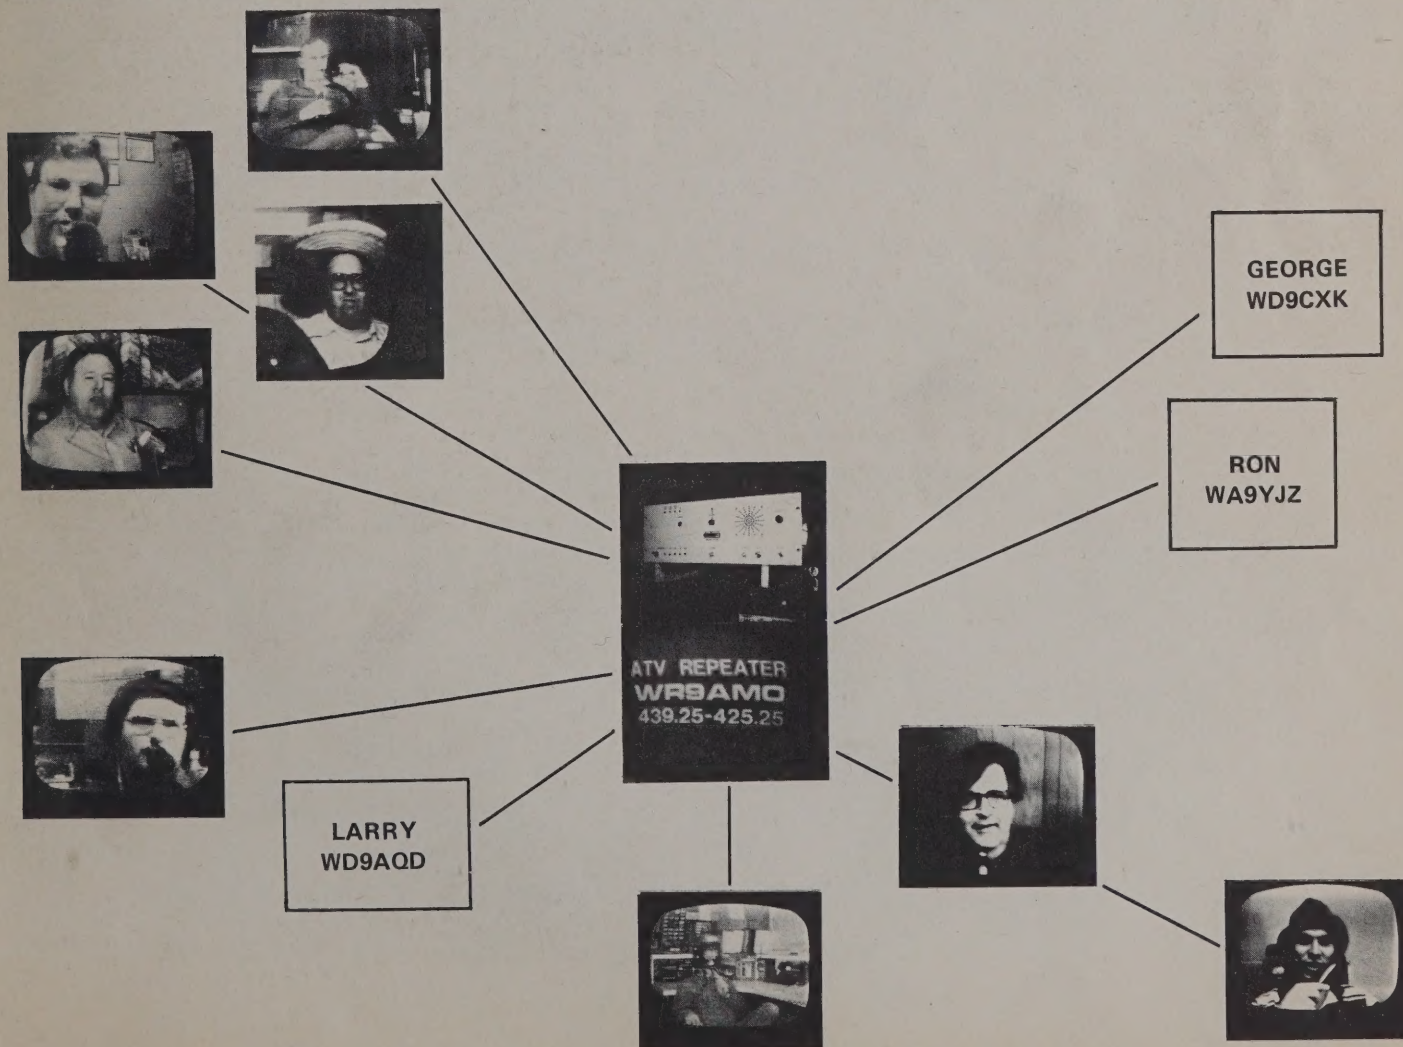 GEORGE
WD9CXK
RON
WA9YJZ
ATV REPEATER
WR9AMO
439.25-425.25
LARRY
WD9AQD